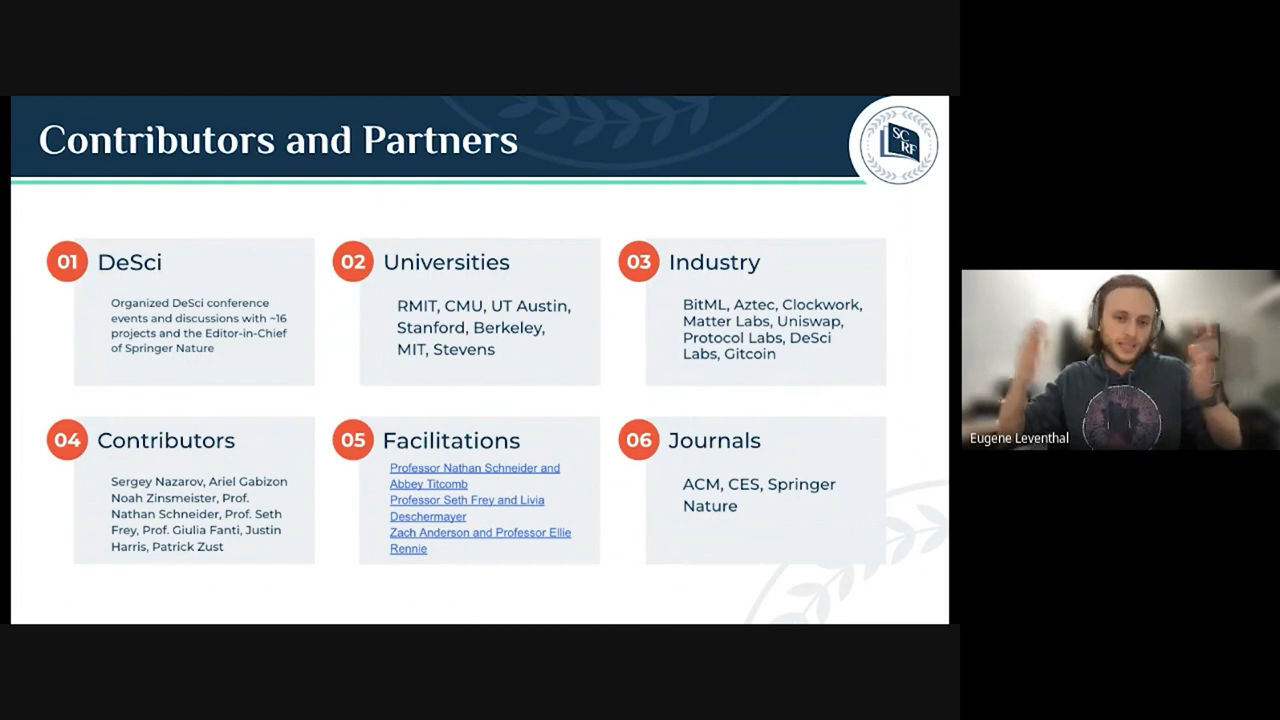 Contributors and Partners
SC
RF
01 DeSci
Organized DeSci conference
events and discussions with ~16
projects and the Editor-in-Chief
of Springer Nature
02 Universities
RMIT, CMU, UT Austin,
Stanford, Berkeley,
MIT, Stevens
03 Industry
BitML, Aztec, Clockwork,
Matter Labs, Uniswap,
Protocol Labs, DeSci
Labs, Gitcoin
04 Contributors
Sergey Nazarov, Ariel Gabizon
Noah Zinsmeister, Prof.
Nathan Schneider, Prof. Seth
Frey, Prof. Giulia Fanti, Justin
Harris, Patrick Zust
05 Facilitations
Professor Nathan Schneider and
Abbey Titcomb
Professor Seth Frey and Livia
Deschermayer
Zach Anderson and Professor Ellie
Rennie
06 Journals
ACM, CES, Springer
Nature
Eugene Leventhal